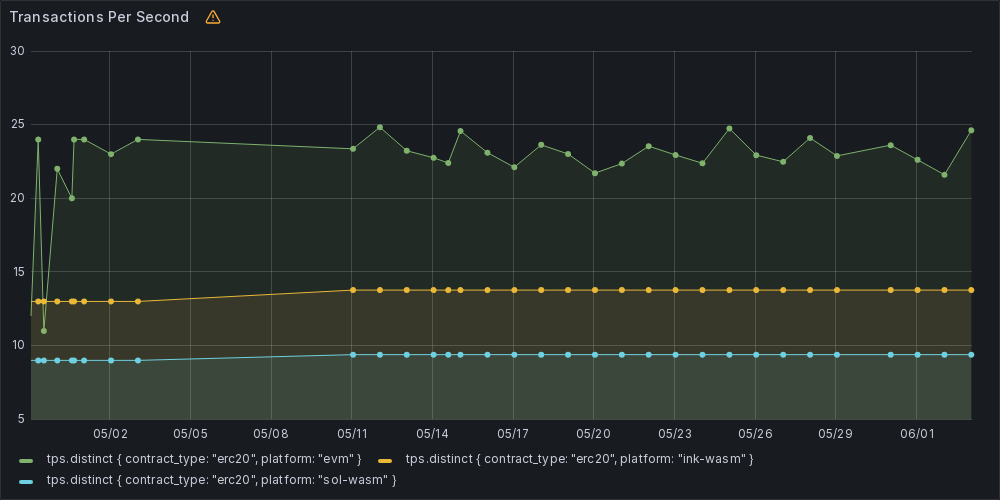 Transactions Per Second
30
25
20
15
10
5
05/02 05/05 05/08 05/11 05/14 05/17 05/20 05/23 05/26 05/29 06/01
tps.distinct { contract_type: "erc20", platform: "evm" } tps.distinct { contract_type: "erc20", platform: "ink-wasm" }
tps.distinct { contract_type: "erc20", platform: "sol-wasm" }